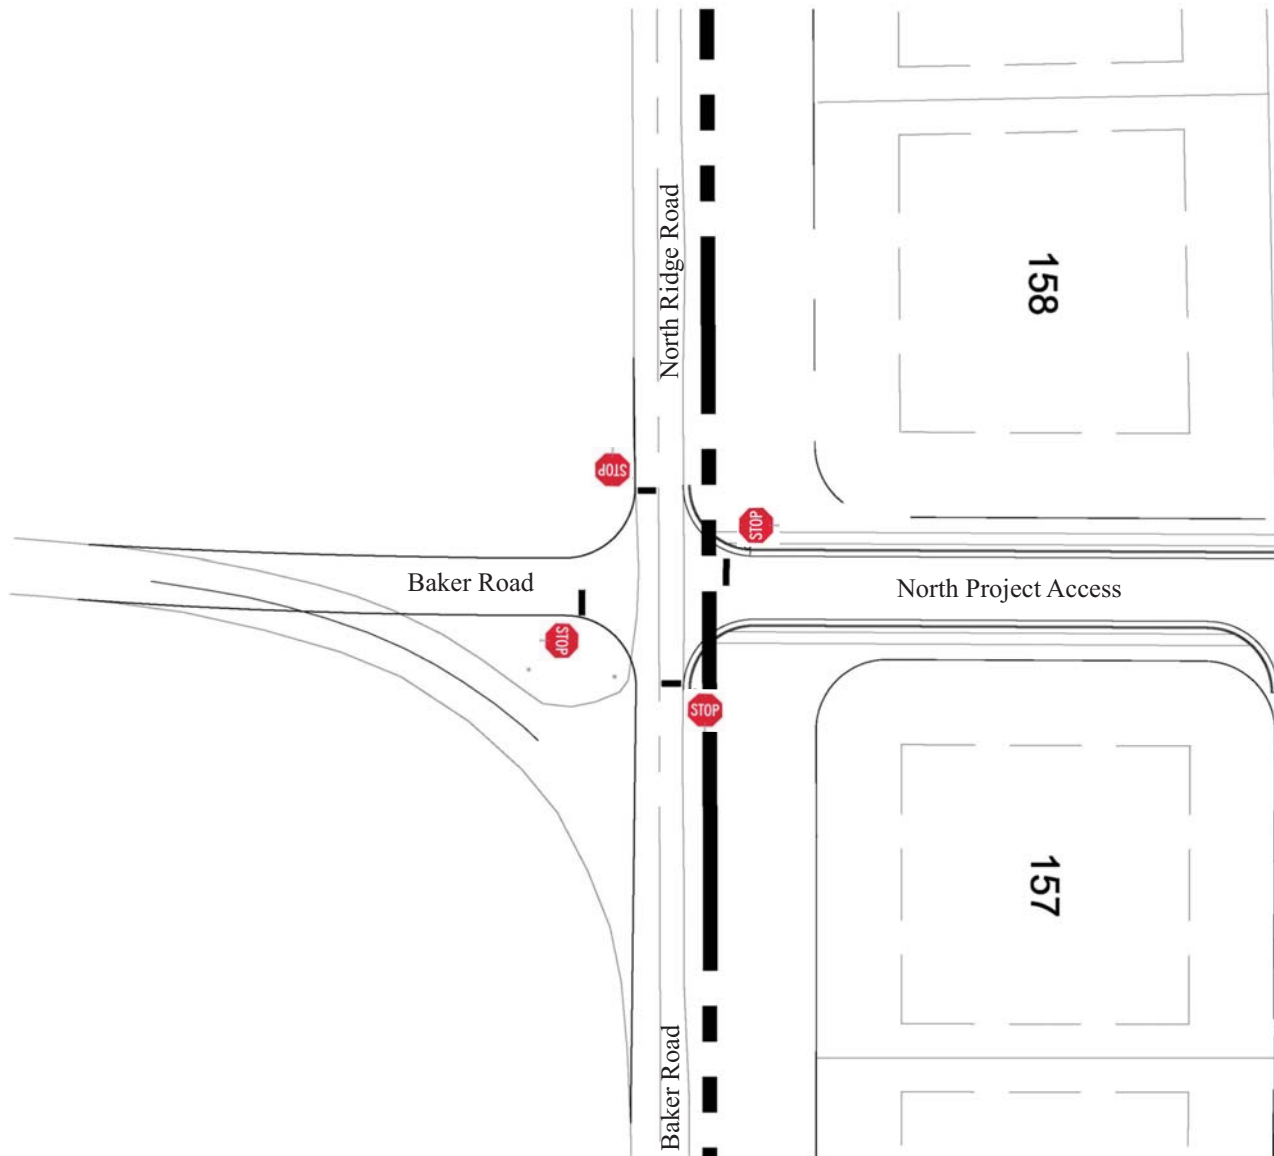 North Ridge Road
158
STOP
STOP
Baker Road
North Project Access
STOP
STOP
157
Baker Road